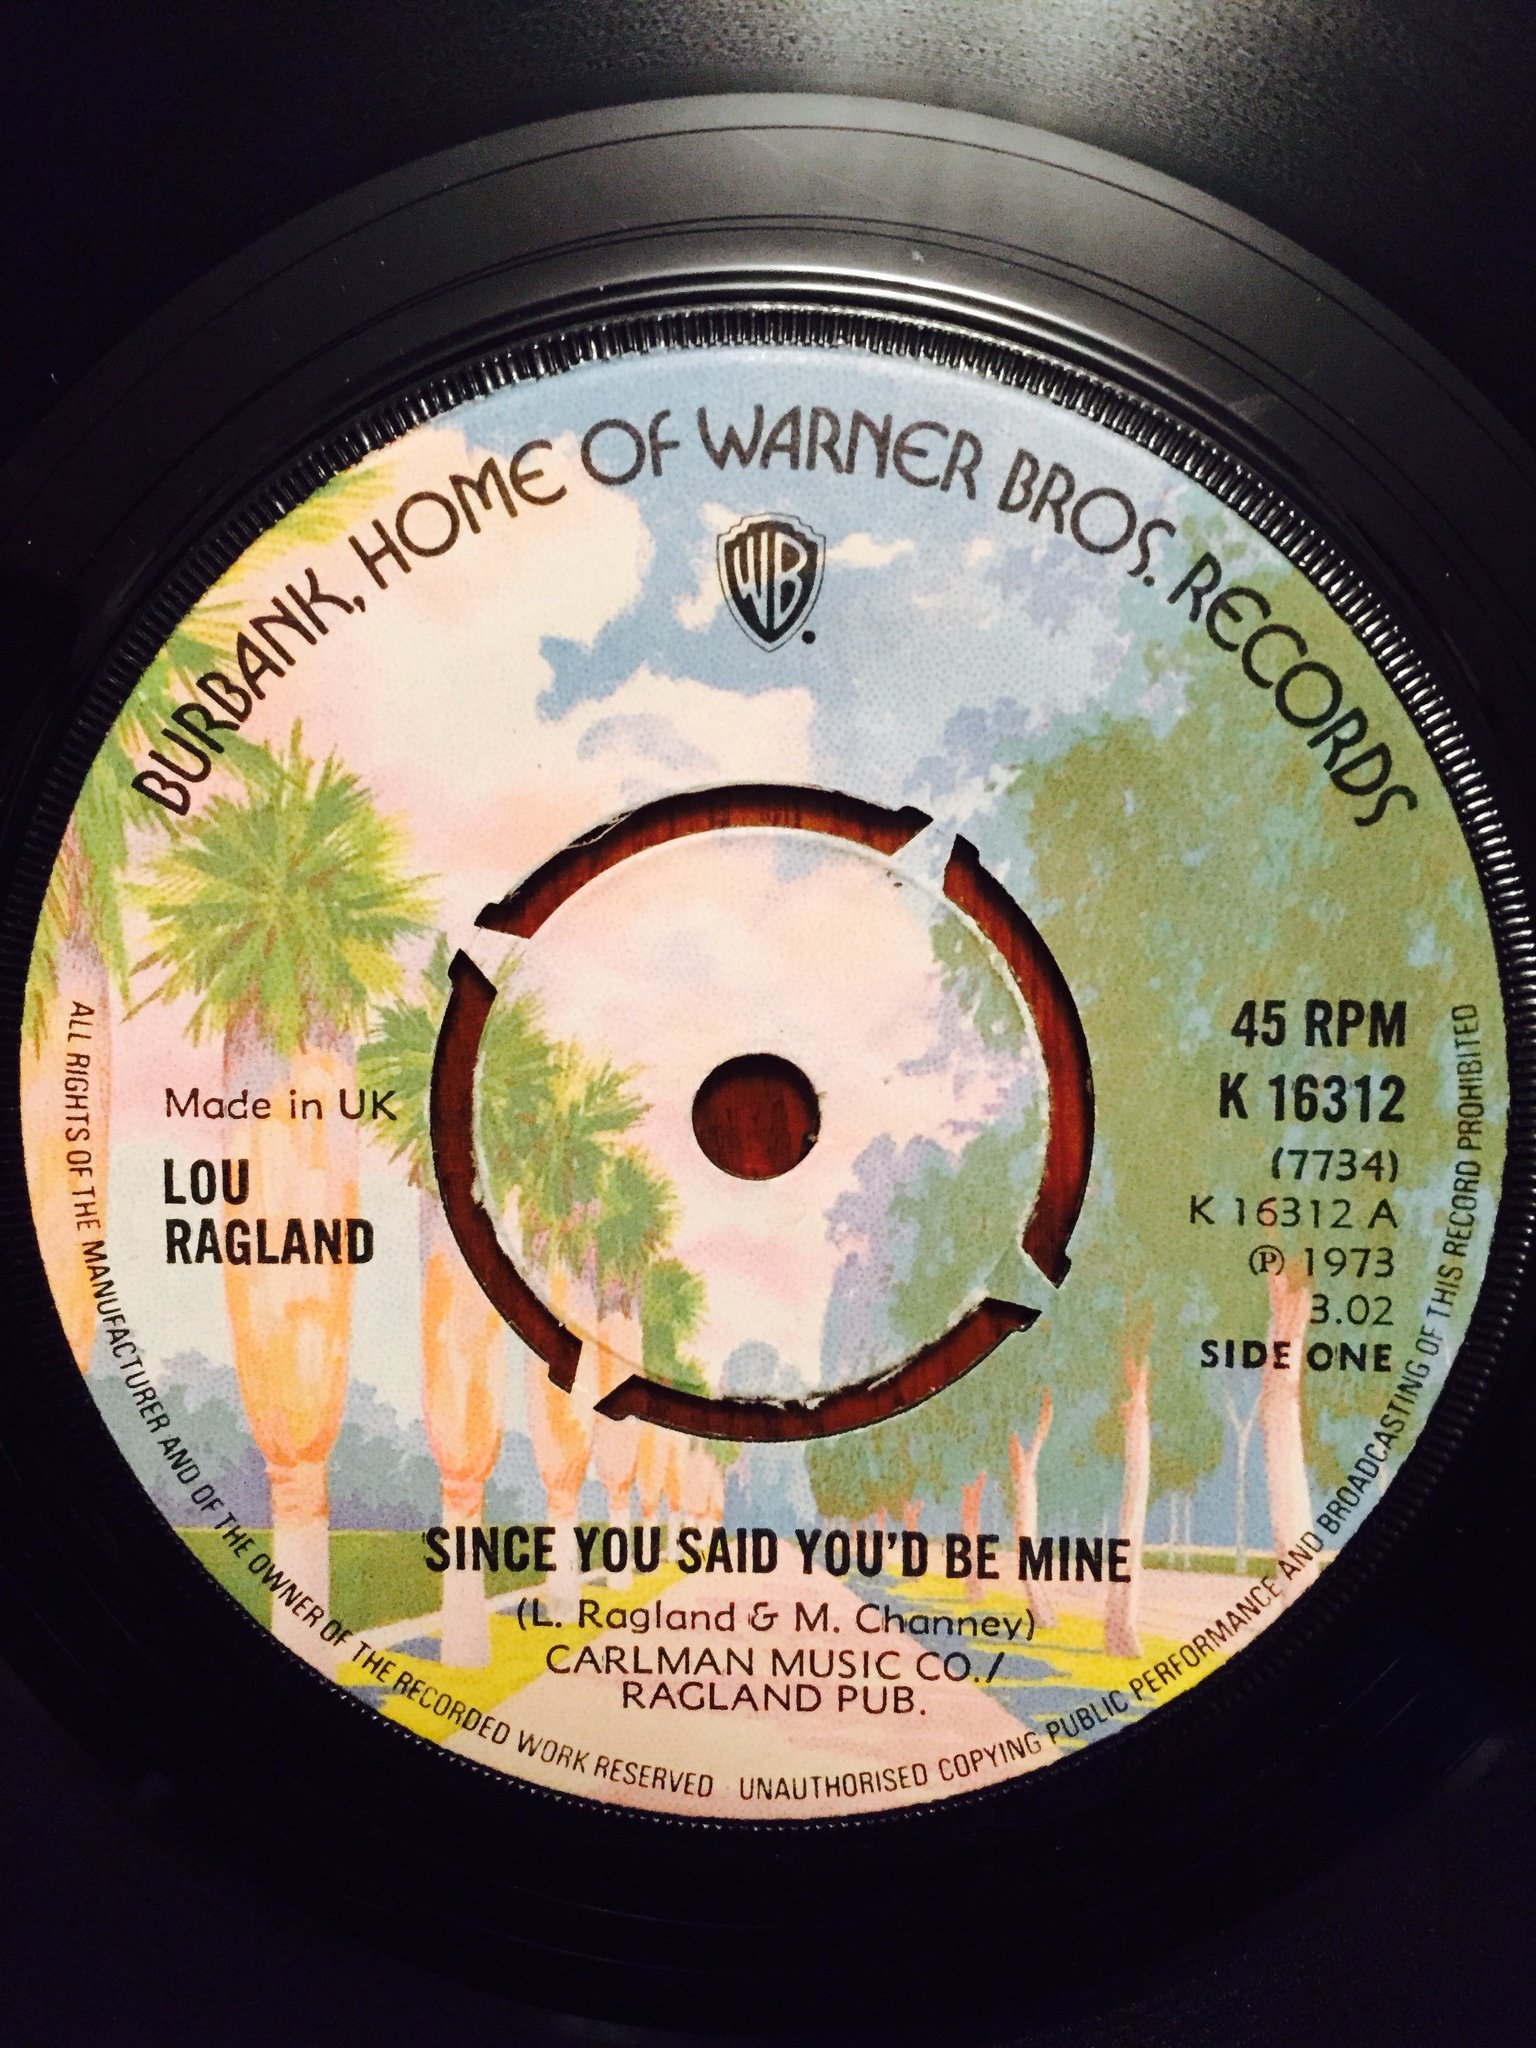 BURBANK, HOME OF WARNER BROS. RECORDS
WB
45 RPM
K 16312
(7734)
K 16312 A
℗ 1973
3.02
SIDE ONE
Made in UK
LOU
RAGLAND
SINCE YOU SAID YOU'D BE MINE
(L. Ragland & M. Channey)
CARLMAN MUSIC CO./
RAGLAND PUB.
ALL RIGHTS OF THE MANUFACTURER AND OF THE OWNER OF THE RECORDED WORK RESERVED UNAUTHORISED COPYING PUBLIC PERFORMANCE AND BROADCASTING OF THIS RECORD PROHIBITED